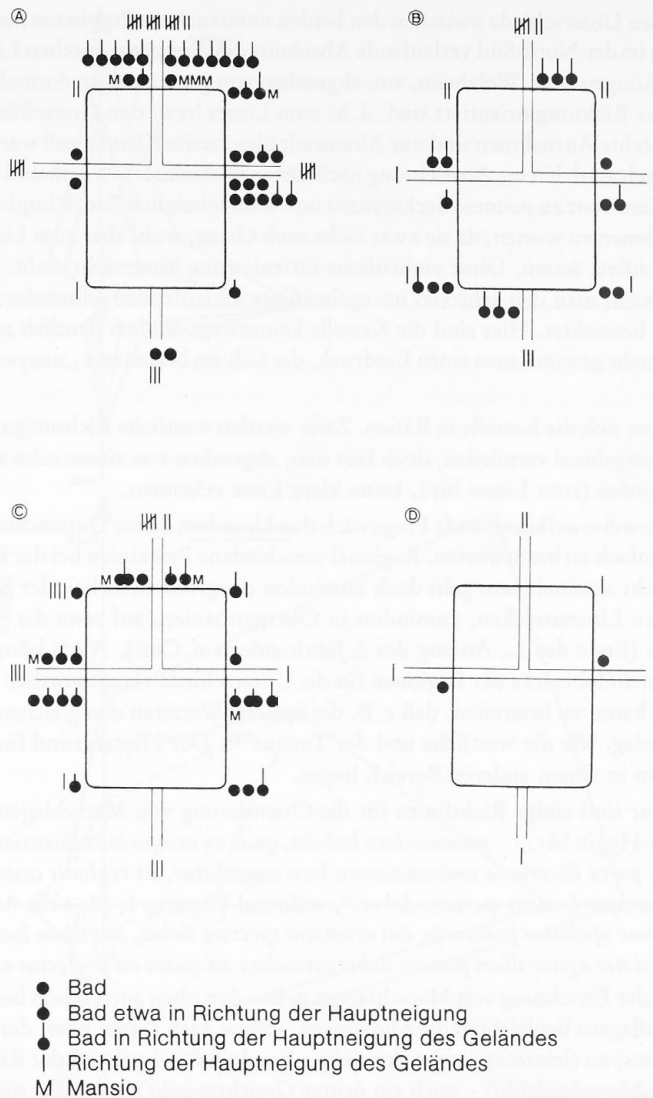 Ⓐ
Ⓑ
M MMM
M
Ⓒ
Ⓓ
M M
M
M
Bad
Bad etwa in Richtung der Hauptneigung
Bad in Richtung der Hauptneigung des Geländes
Richtung der Hauptneigung des Geländes
M Mansio